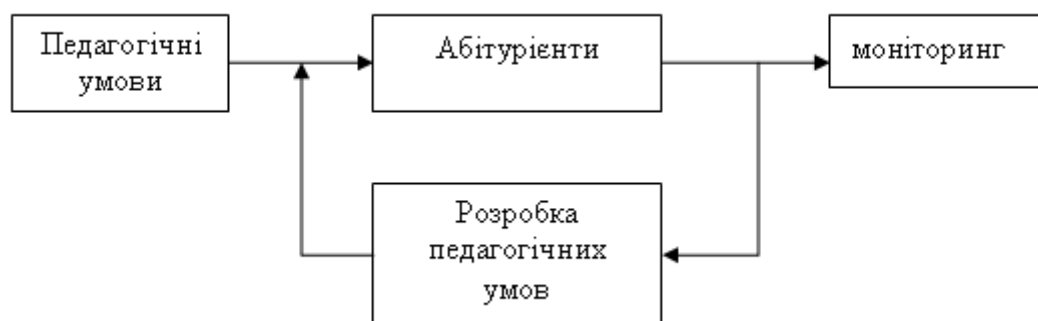 Педагогічні
умови
Абітурієнти
моніторинг
Розробка
педагогічних
умов